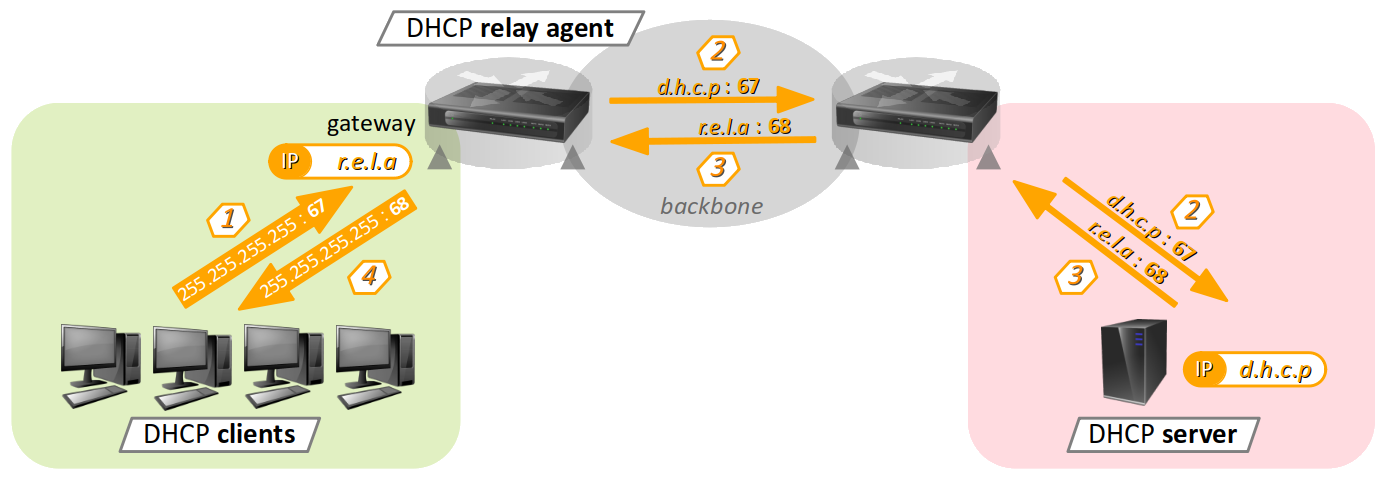 DHCP relay agent
2
d.h.c.p : 67
r.e.l.a : 68
3
backbone
gateway
IP r.e.l.a
1
255.255.255.255 : 67
255.255.255.255 : 68
4
DHCP clients
2
d.h.c.p : 67
r.e.l.a : 68
3
IP d.h.c.p
DHCP server